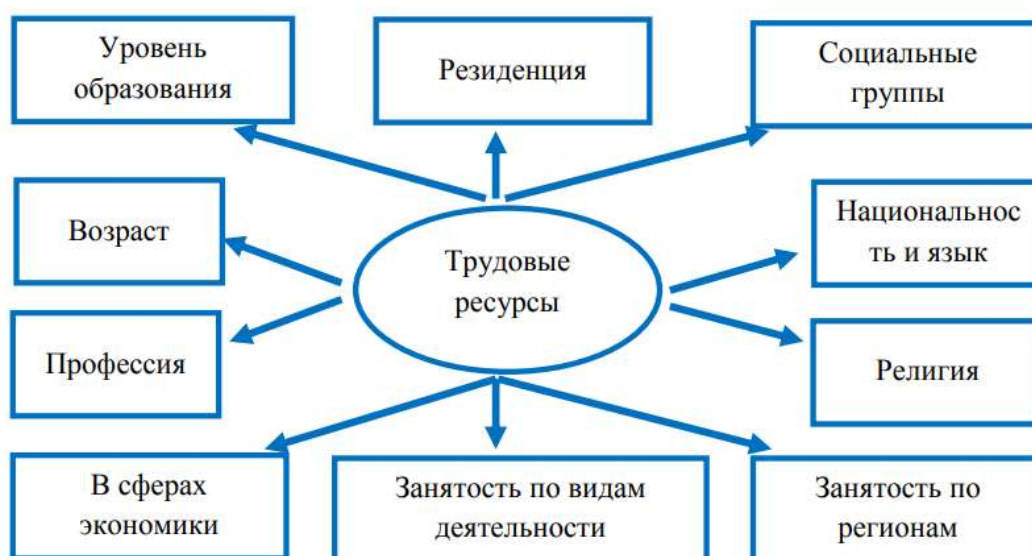 Уровень
образования
Резиденция
Социальные
группы
Возраст
Трудовые
ресурсы
Национальнос
ть и язык
Профессия
Религия
В сферах
экономики
Занятость по видам
деятельности
Занятость по
регионам